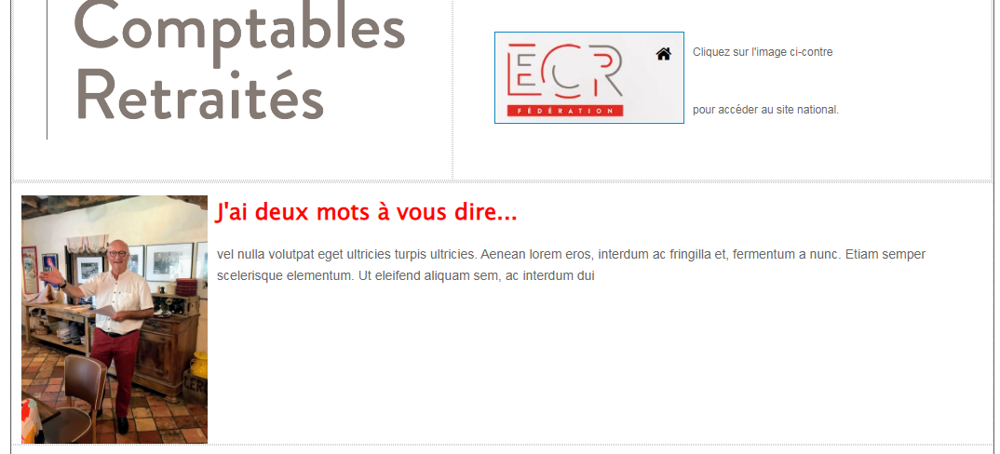 Comptables
Retraités
ECR
FÉDÉRATION
Cliquez sur l'image ci-contre
pour accéder au site national.
J'ai deux mots à vous dire...
vel nulla volutpat eget ultricies turpis ultricies. Aenean lorem eros, interdum ac fringilla et, fermentum a nunc. Etiam semper
scelerisque elementum. Ut eleifend aliquam sem, ac interdum dui